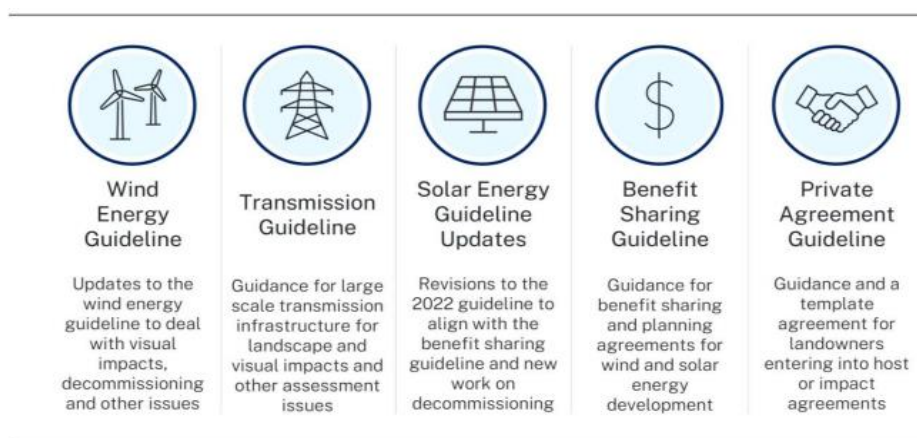 Wind
Energy
Guideline
Updates to the
wind energy
guideline to deal
with visual
impacts,
decommissioning
and other issues
Transmission
Guideline
Guidance for large
scale transmission
infrastructure for
landscape and
visual impacts and
other assessment
issues
Solar Energy
Guideline
Updates
Revisions to the
2022 guideline to
align with the
benefit sharing
guideline and new
work on
decommissioning
Benefit
Sharing
Guideline
Guidance for
benefit sharing
and planning
agreements for
wind and solar
energy
development
Private
Agreement
Guideline
Guidance and a
template
agreement for
landowners
entering into host
or impact
agreements